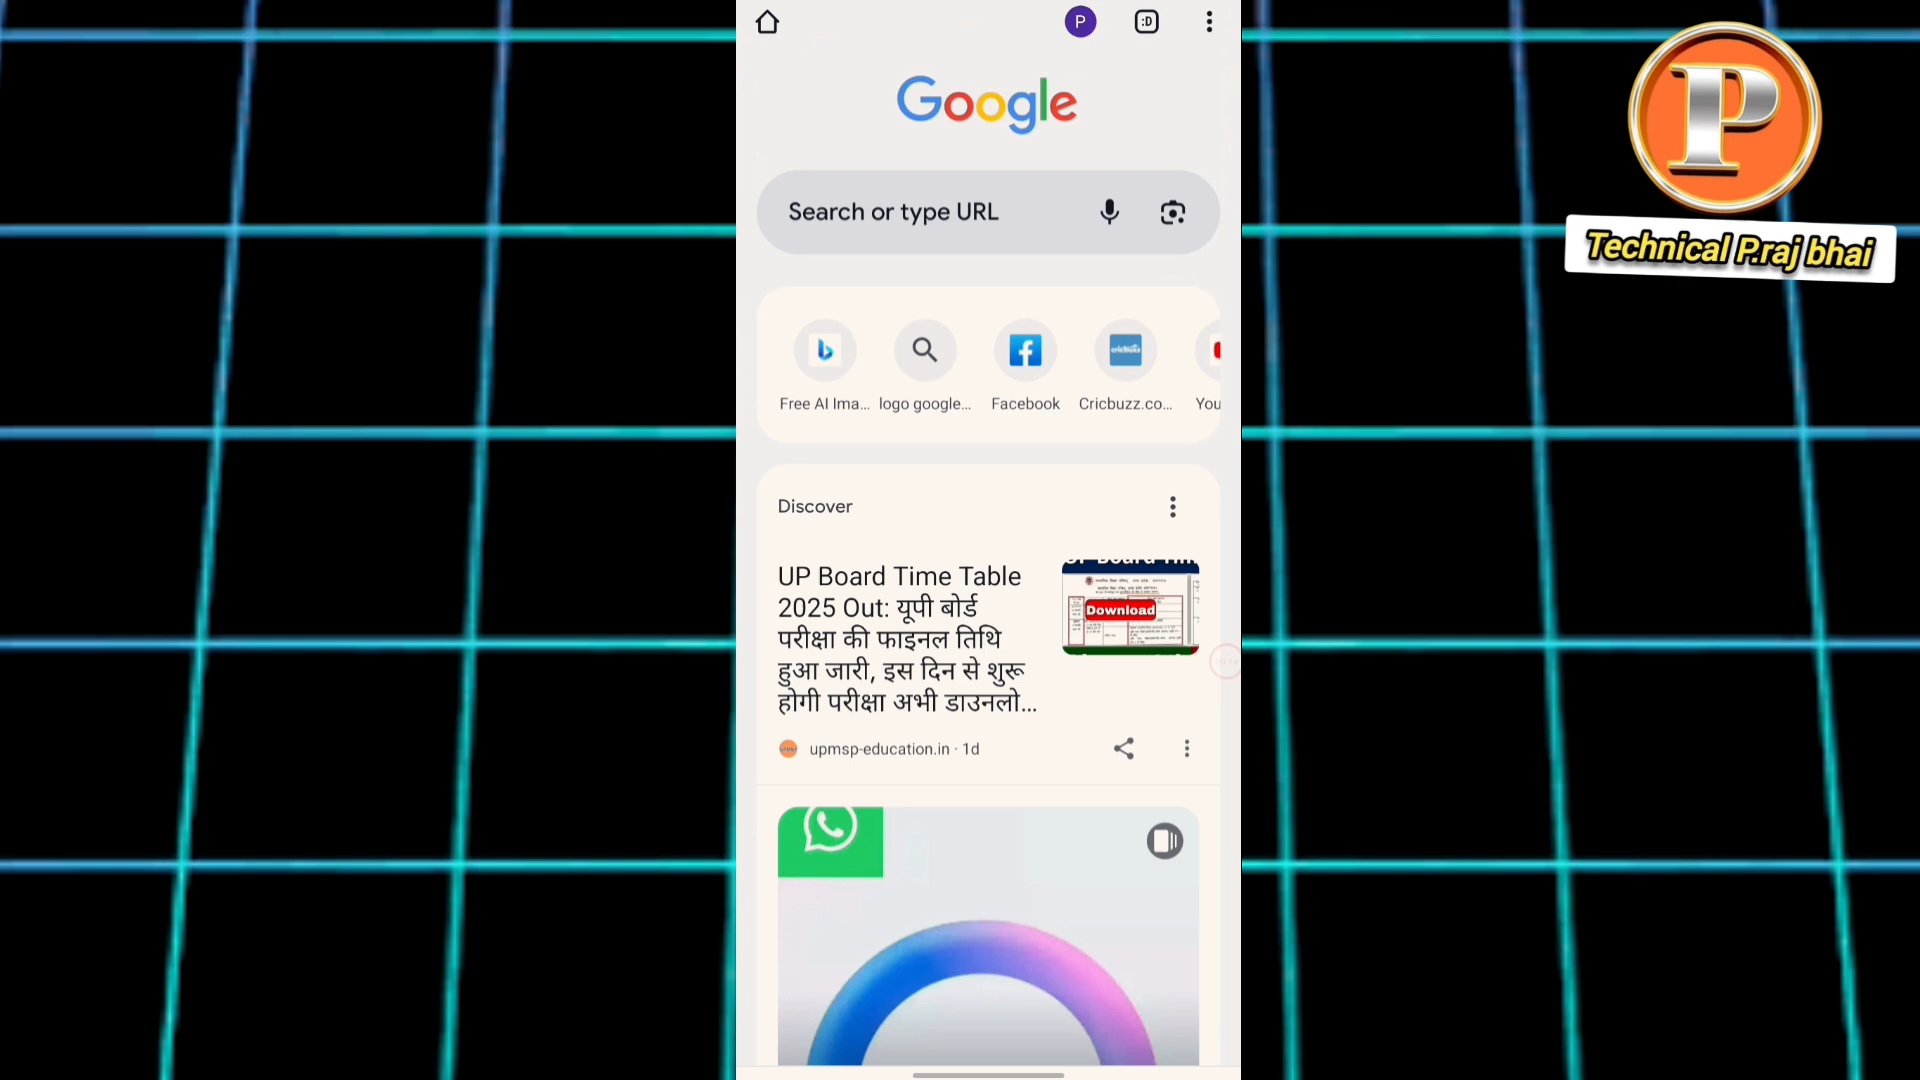 P
:D
P
Google
Technical P.raj bhai
Search or type URL
Free AI Ima... logo google... Facebook Cricbuzz.co... You
cricbuzz
Discover
UP Board Time Table
2025 Out: यूपी बोर्ड
परीक्षा की फाइनल तिथि
हुआ जारी, इस दिन से शुरू
होगी परीक्षा अभी डाउनलो...
Download
upmsp-education.in · 1d